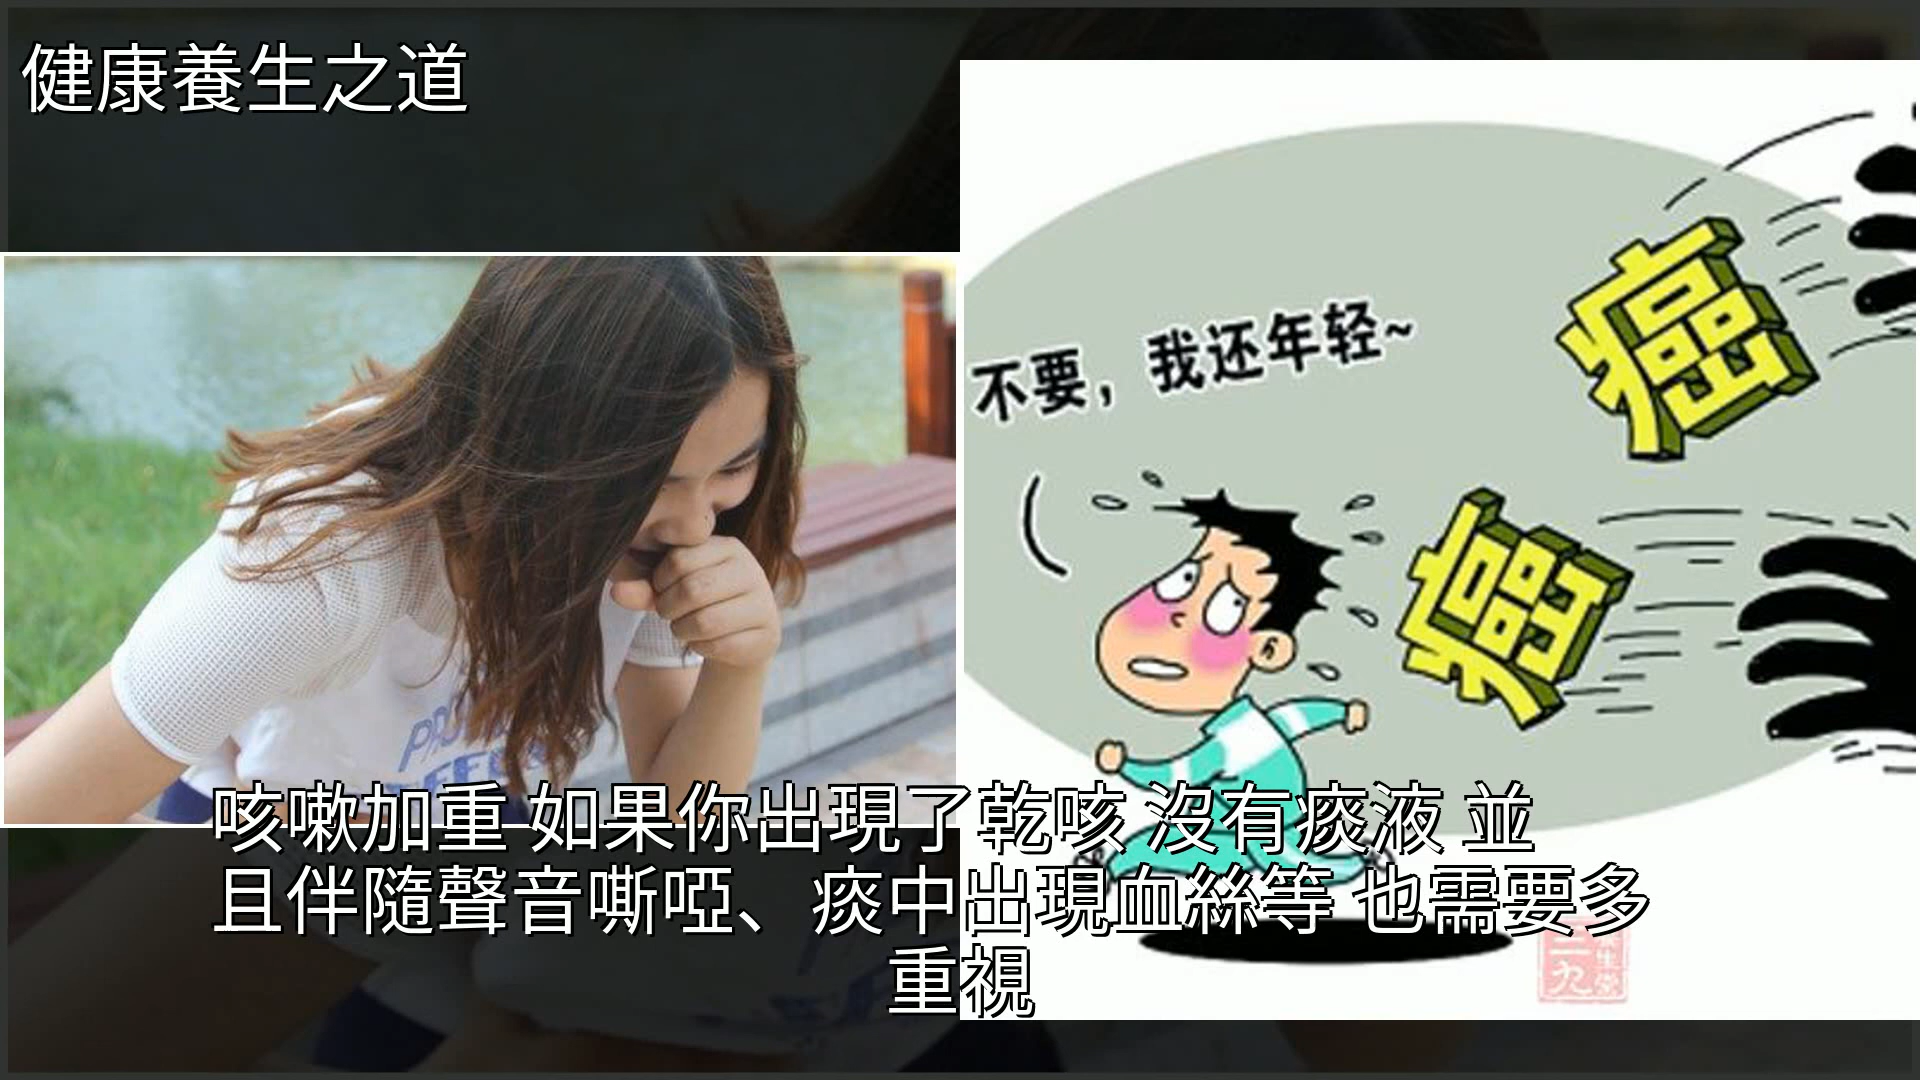 健康養生之道
不要，我还年轻~
癌
癌
咳嗽加重 如果你出現了乾咳 沒有痰液 並
且伴隨聲音嘶啞、痰中出現血絲等 也需要多
重視